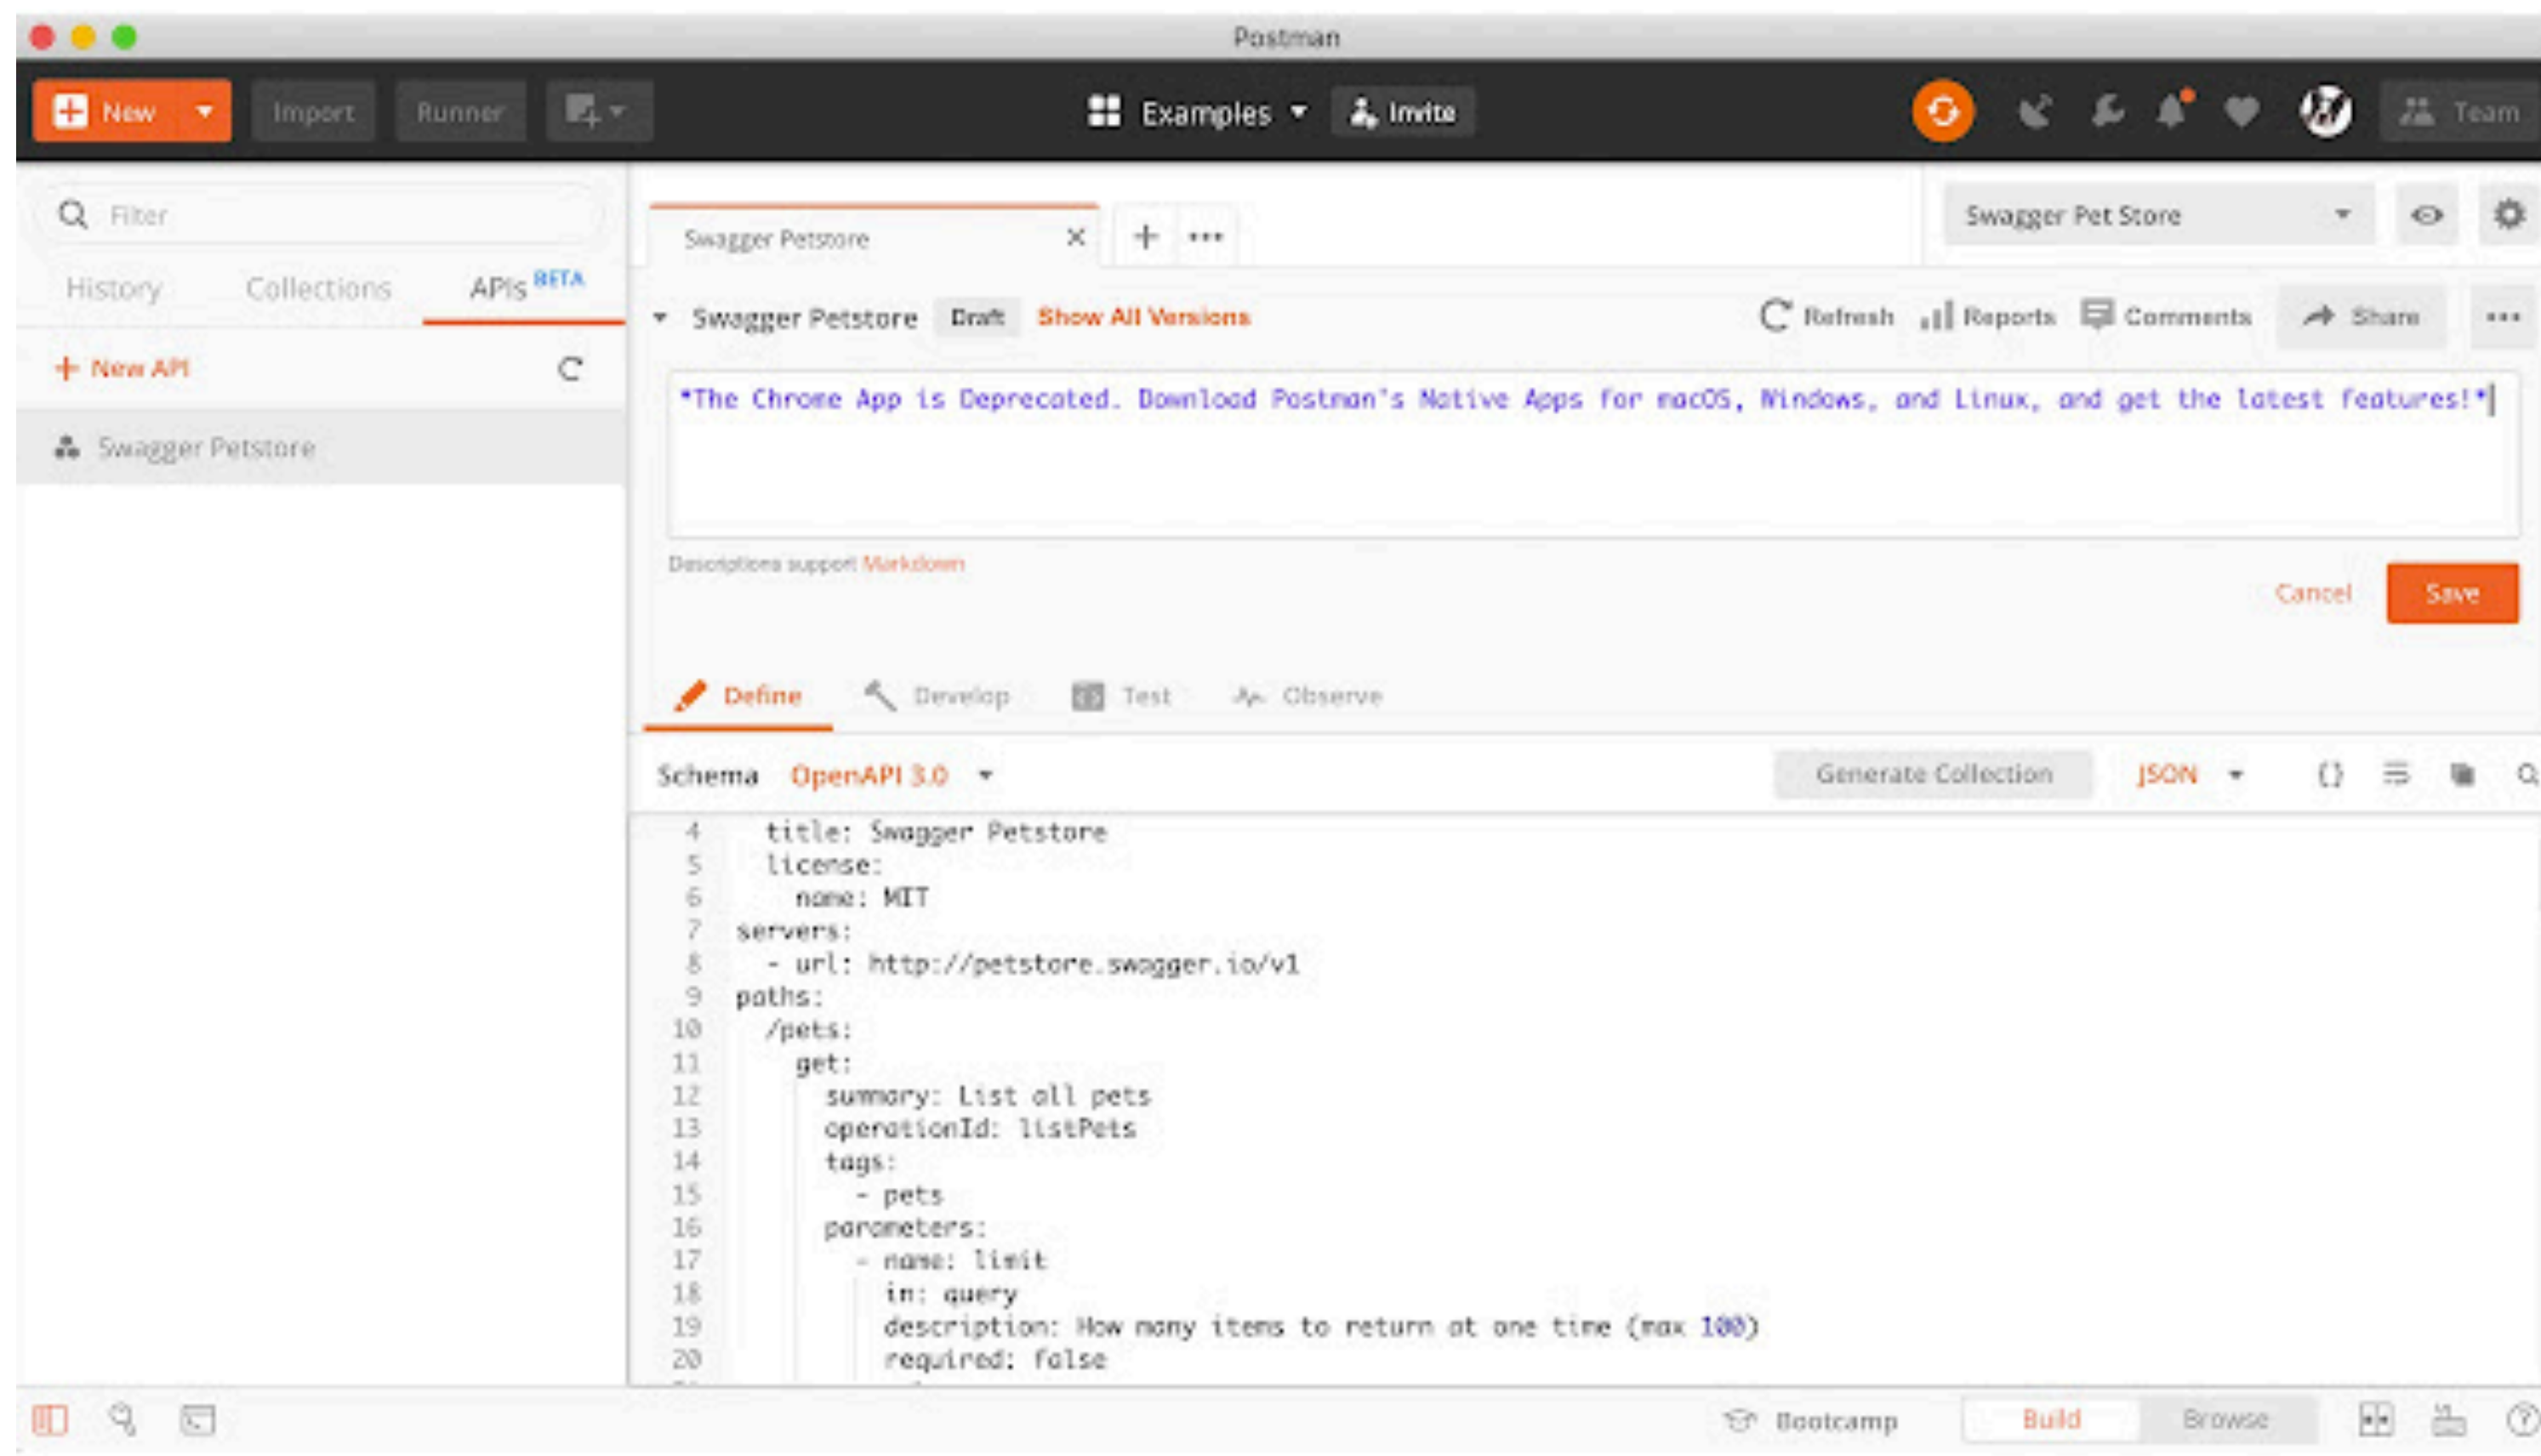 Postman
New Import Runner Examples Invite Team
Filter
Swagger Petstore
Swagger Pet Store
History Collections APIs BETA
Swagger Petstore Draft Show All Versions Refresh Reports Comments Share
New API
*The Chrome App is Deprecated. Download Postman's Native Apps for macOS, Windows, and Linux, and get the latest features!*
Swagger Petstore
Descriptions support Markdown
Cancel Save
Define Develop Test Observe
Schema OpenAPI 3.0 Generate Collection JSON
4 title: Swagger Petstore
5 license:
6 name: MIT
7 servers:
8 - url: http://petstore.swagger.io/v1
9 paths:
10 /pets:
11 get:
12 summary: List all pets
13 operationId: listPets
14 tags:
15 - pets
16 parameters:
17 - name: limit
18 in: query
19 description: How many items to return at one time (max 100)
20 required: false
Bootcamp Build Browse